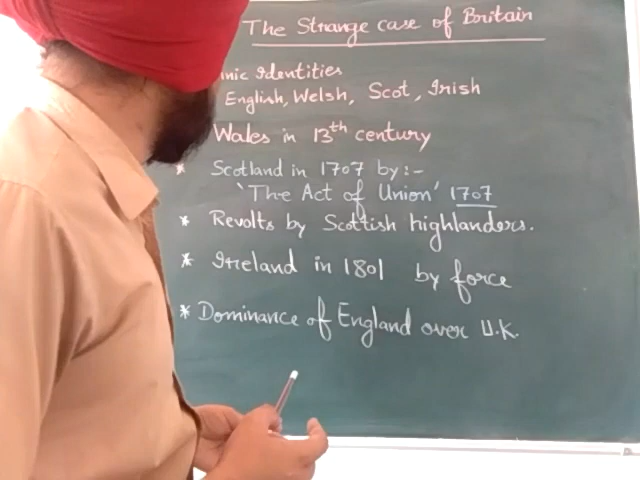 The Strange case of Britain
nic Identities
English, Welsh, Scot, Irish
Wales in 13th century
* Scotland in 1707 by:-
'The Act of Union' 1707
* Revolts by Scottish highlanders.
* Ireland in 1801 by force
* Dominance of England over U.K.